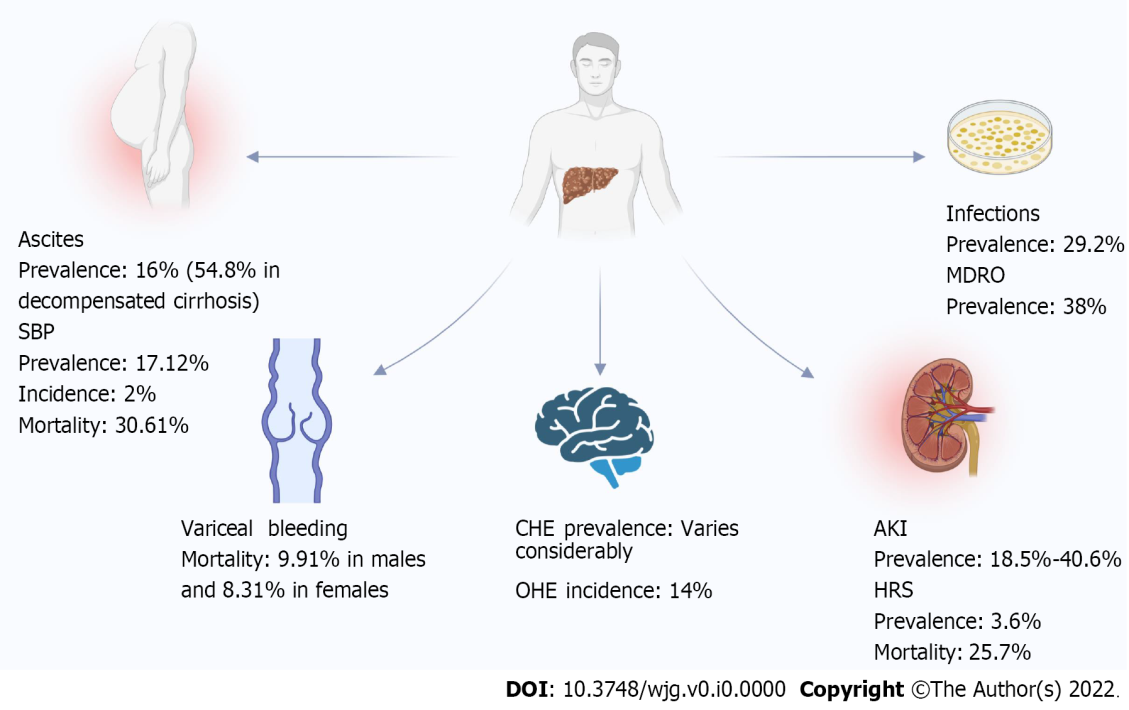 Ascites
Prevalence: 16% (54.8% in
decompensated cirrhosis)
SBP
Prevalence: 17.12%
Incidence: 2%
Mortality: 30.61%
Variceal bleeding
Mortality: 9.91% in males
and 8.31% in females
CHE prevalence: Varies
considerably
OHE incidence: 14%
Infections
Prevalence: 29.2%
MDRO
Prevalence: 38%
AKI
Prevalence: 18.5%-40.6%
HRS
Prevalence: 3.6%
Mortality: 25.7%
DOI: 10.3748/wjg.v0.i0.0000 Copyright ©The Author(s) 2022.